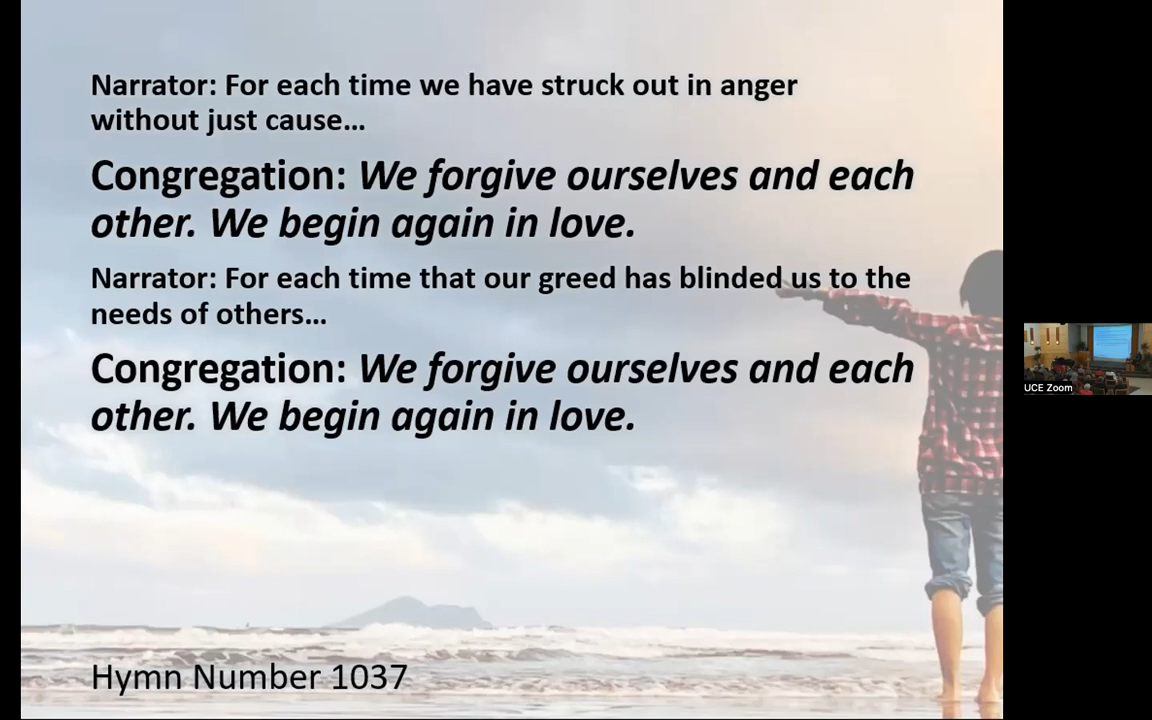 Narrator: For each time we have struck out in anger
without just cause…
Congregation: We forgive ourselves and each
other. We begin again in love.
Narrator: For each time that our greed has blinded us to the
needs of others…
Congregation: We forgive ourselves and each
other. We begin again in love.
Hymn Number 1037
UCE Zoom